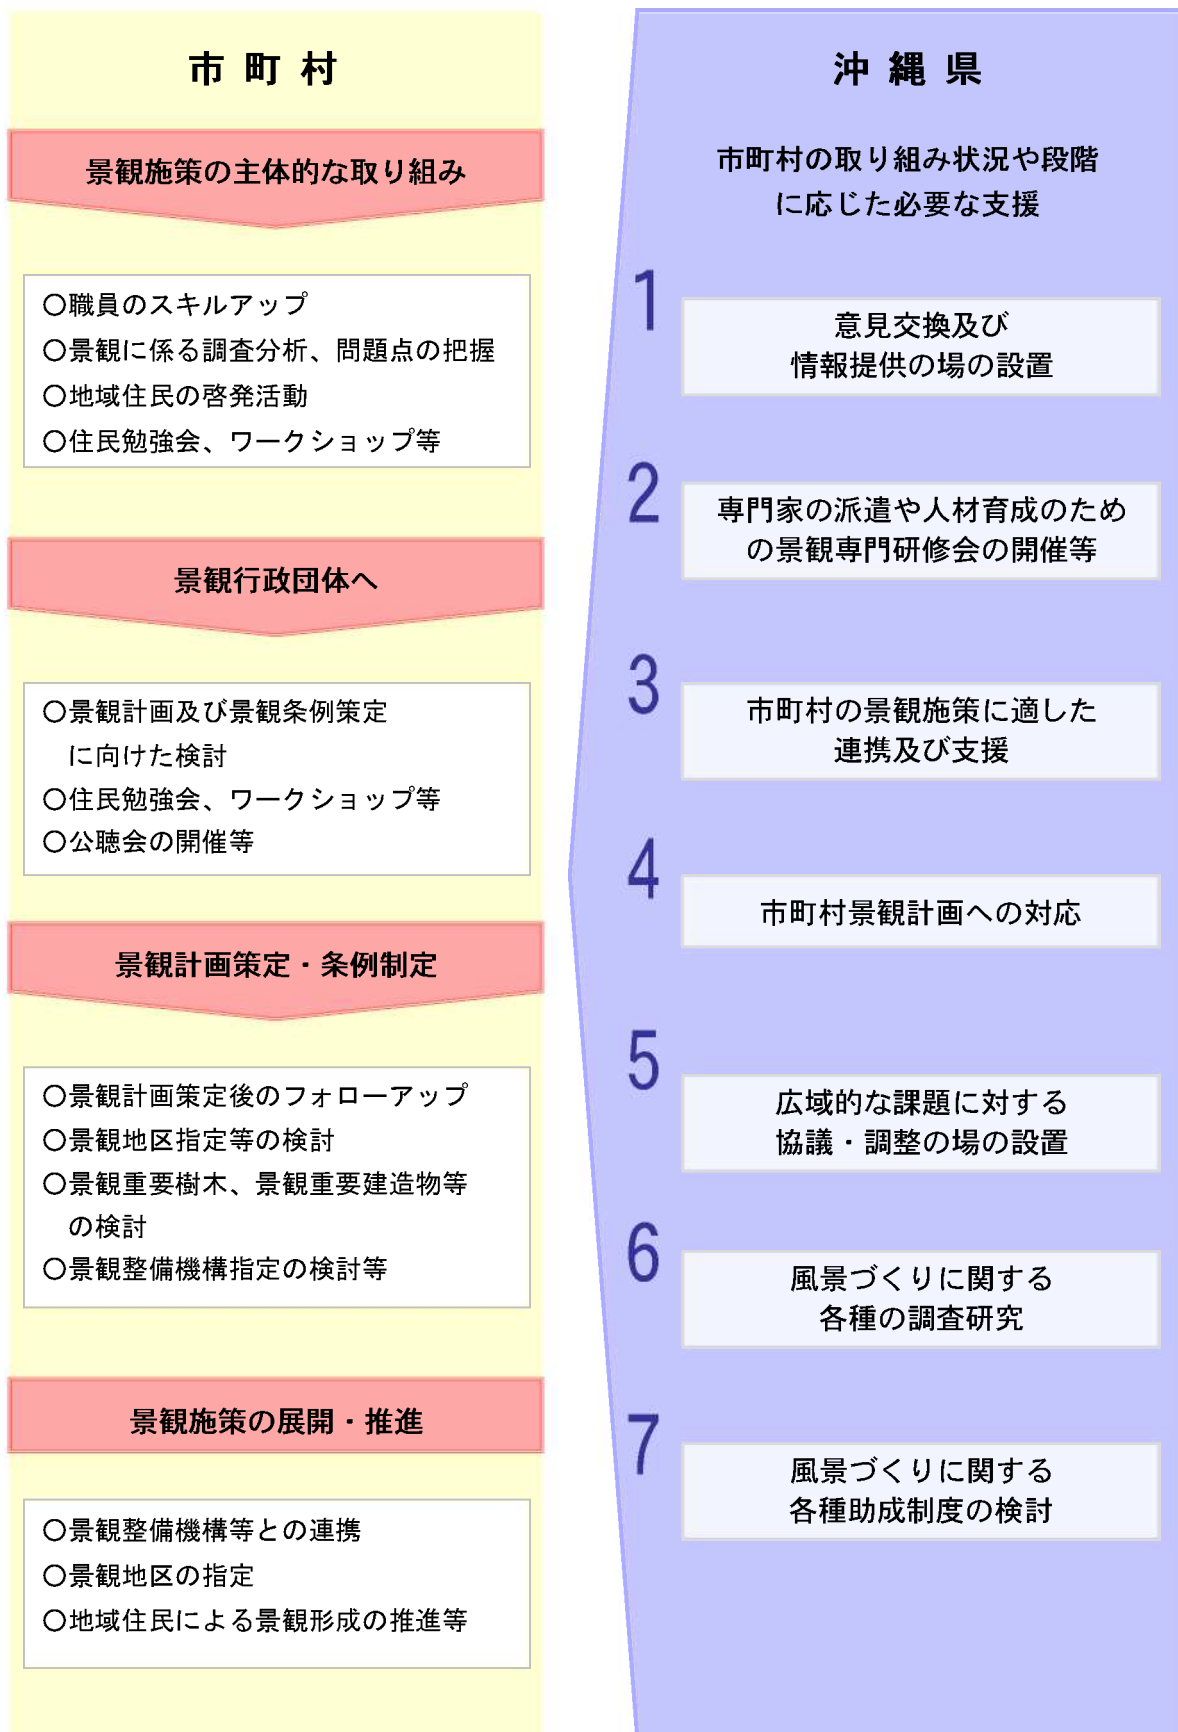 市町村
景観施策の主体的な取り組み
〇職員のスキルアップ
〇景観に係る調査分析、問題点の把握
〇地域住民の啓発活動
〇住民勉強会、ワークショップ等
景観行政団体へ
〇景観計画及び景観条例策定
に向けた検討
〇住民勉強会、ワークショップ等
〇公聴会の開催等
景観計画策定・条例制定
〇景観計画策定後のフォローアップ
〇景観地区指定等の検討
〇景観重要樹木、景観重要建造物等
の検討
〇景観整備機構指定の検討等
景観施策の展開・推進
〇景観整備機構等との連携
〇景観地区の指定
〇地域住民による景観形成の推進等
沖縄県
市町村の取り組み状況や段階
に応じた必要な支援
1
意見交換及び
情報提供の場の設置
2
専門家の派遣や人材育成のため
の景観専門研修会の開催等
3
市町村の景観施策に適した
連携及び支援
4
市町村景観計画への対応
5
広域的な課題に対する
協議・調整の場の設置
6
風景づくりに関する
各種の調査研究
7
風景づくりに関する
各種助成制度の検討